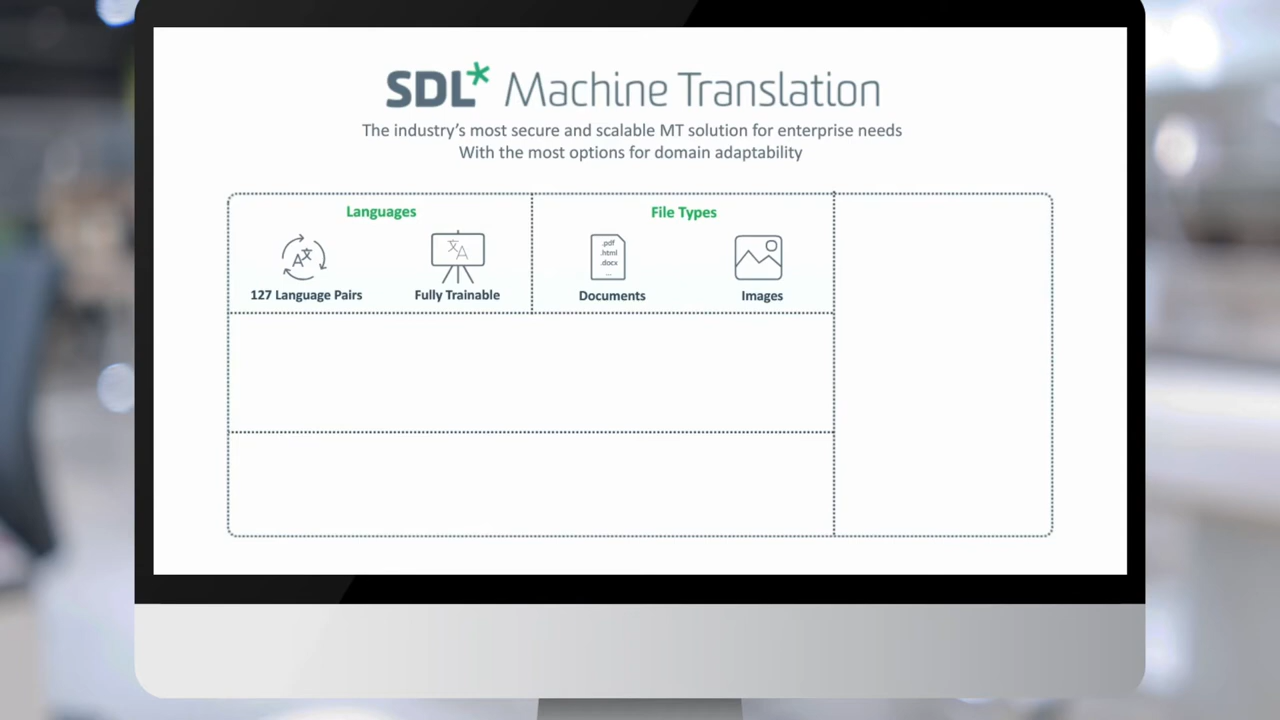 SDL* Machine Translation
The industry's most secure and scalable MT solution for enterprise needs
With the most options for domain adaptability
Languages
127 Language Pairs
Fully Trainable
File Types
.pdf
.html
.docx
...
Documents
Images